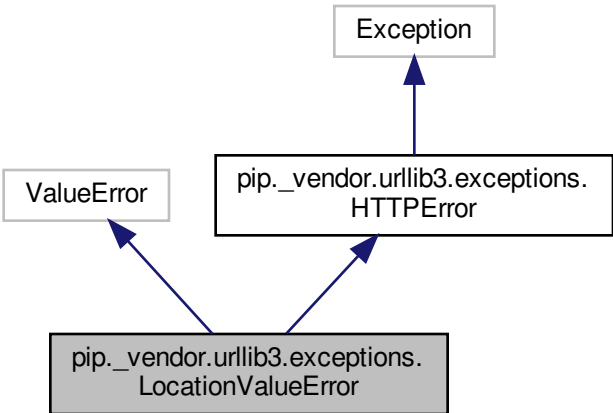 Exception
pip._vendor.urllib3.exceptions.
HTTPError
ValueError
pip._vendor.urllib3.exceptions.
LocationValueError